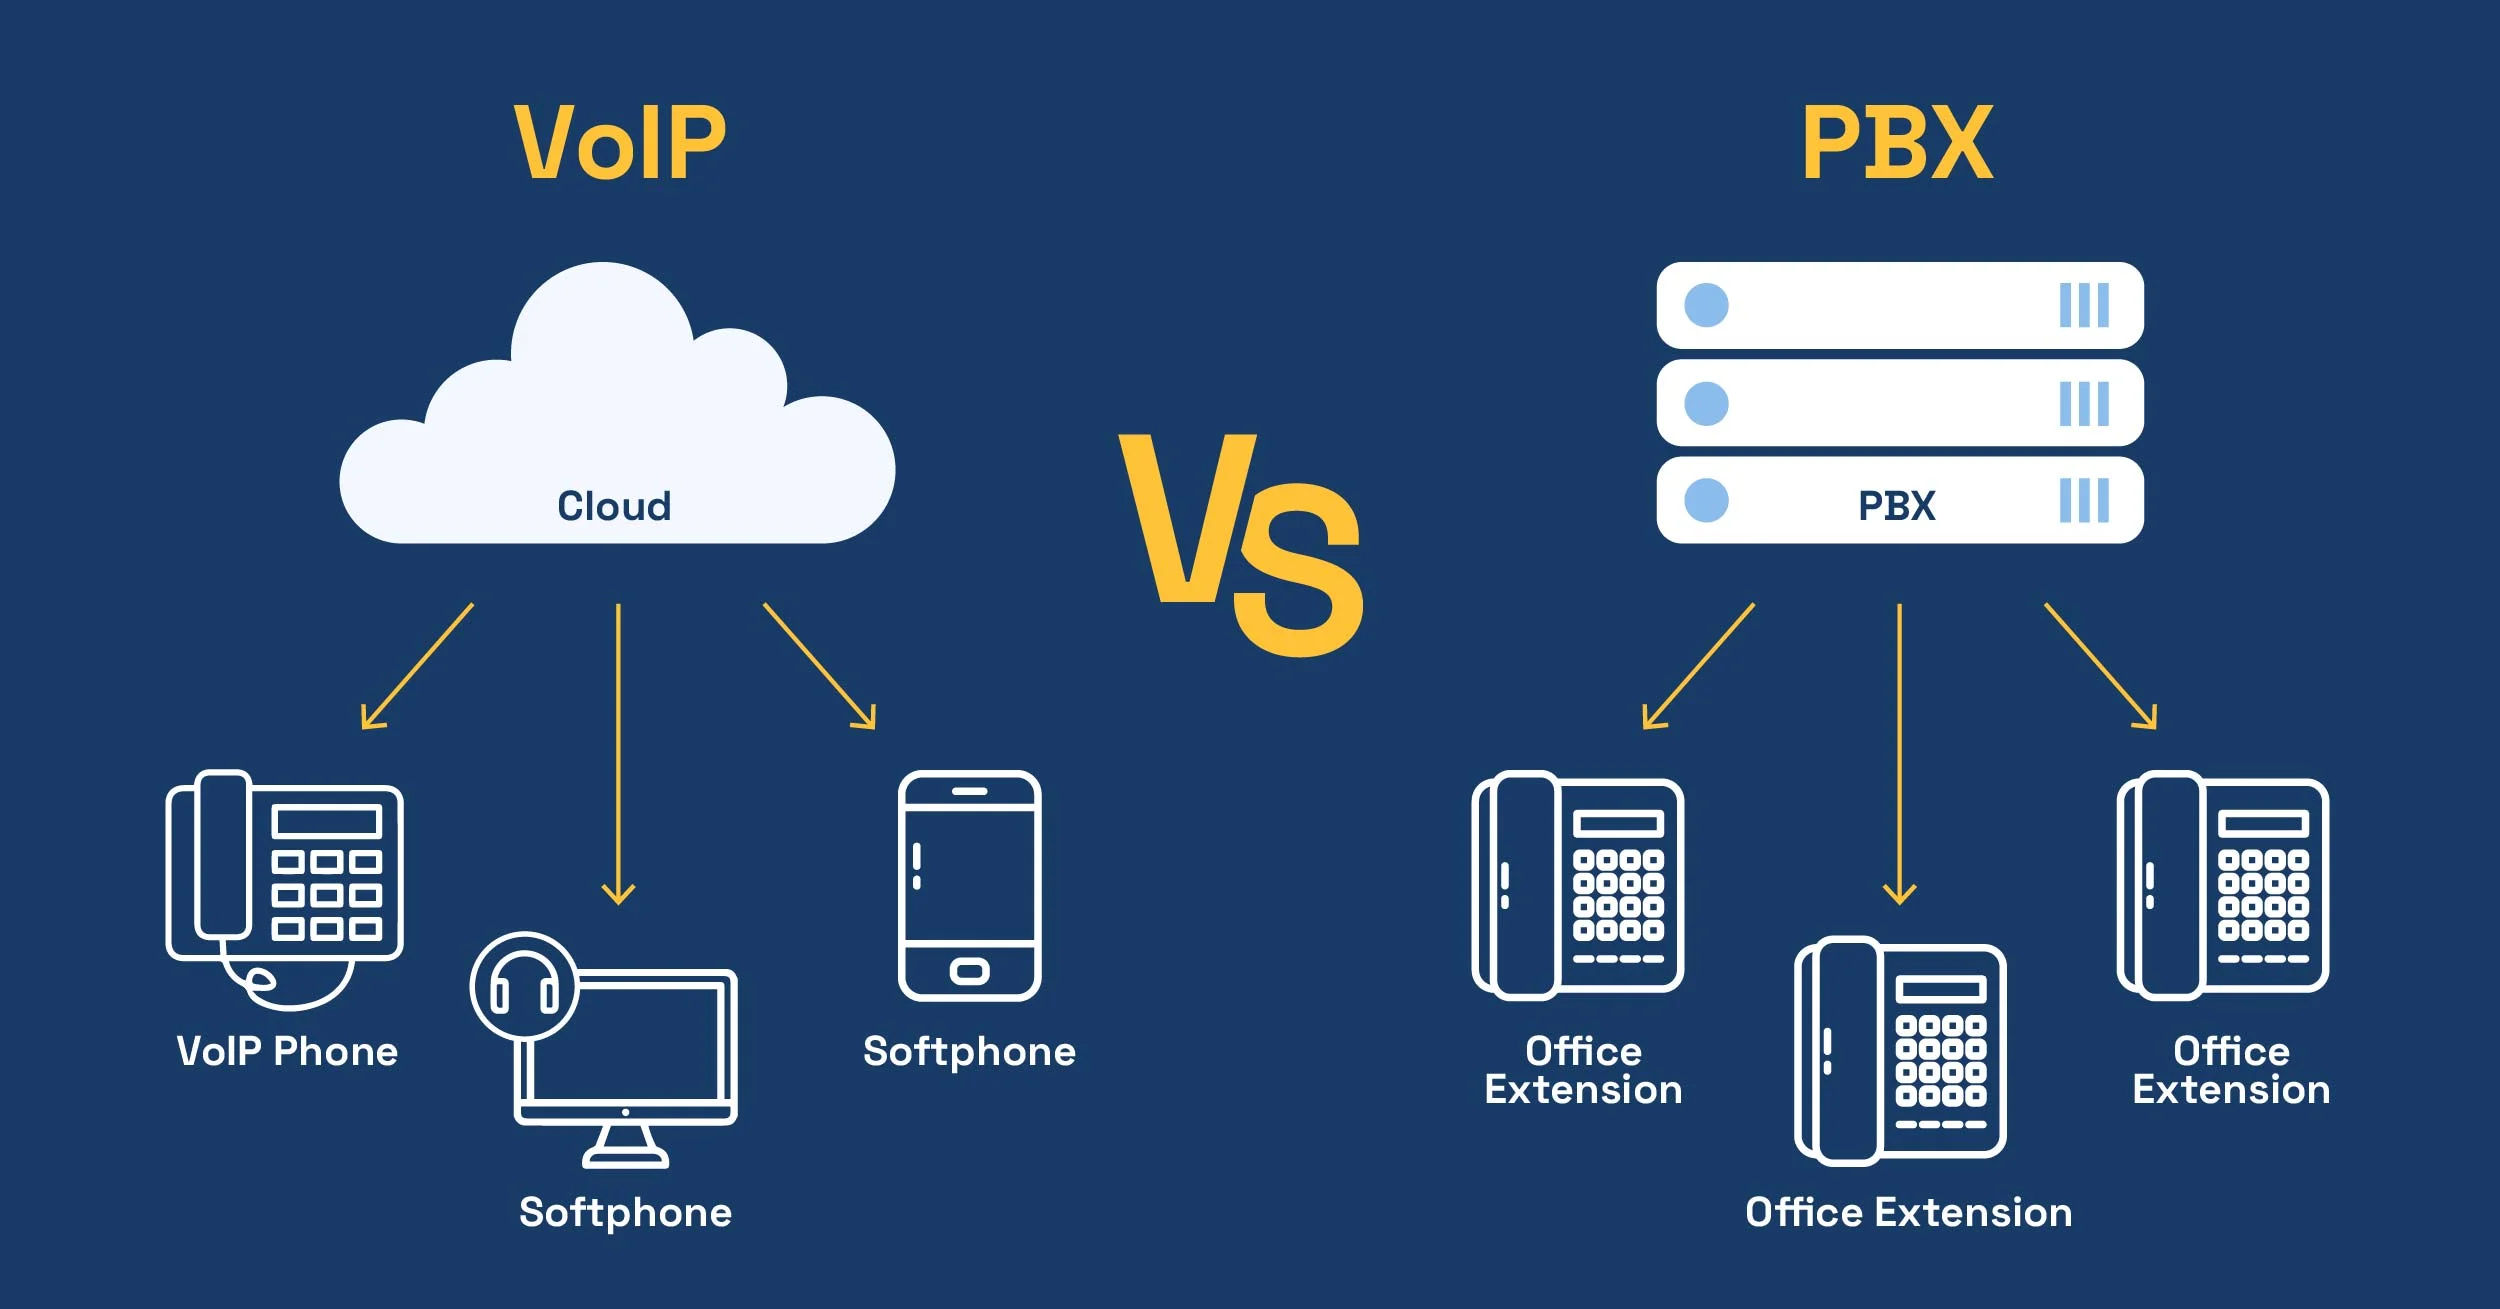 VoIP
Cloud
VoIP Phone
Softphone
Softphone
VS
PBX
PBX
Office
Extension
Office Extension
Office
Extension